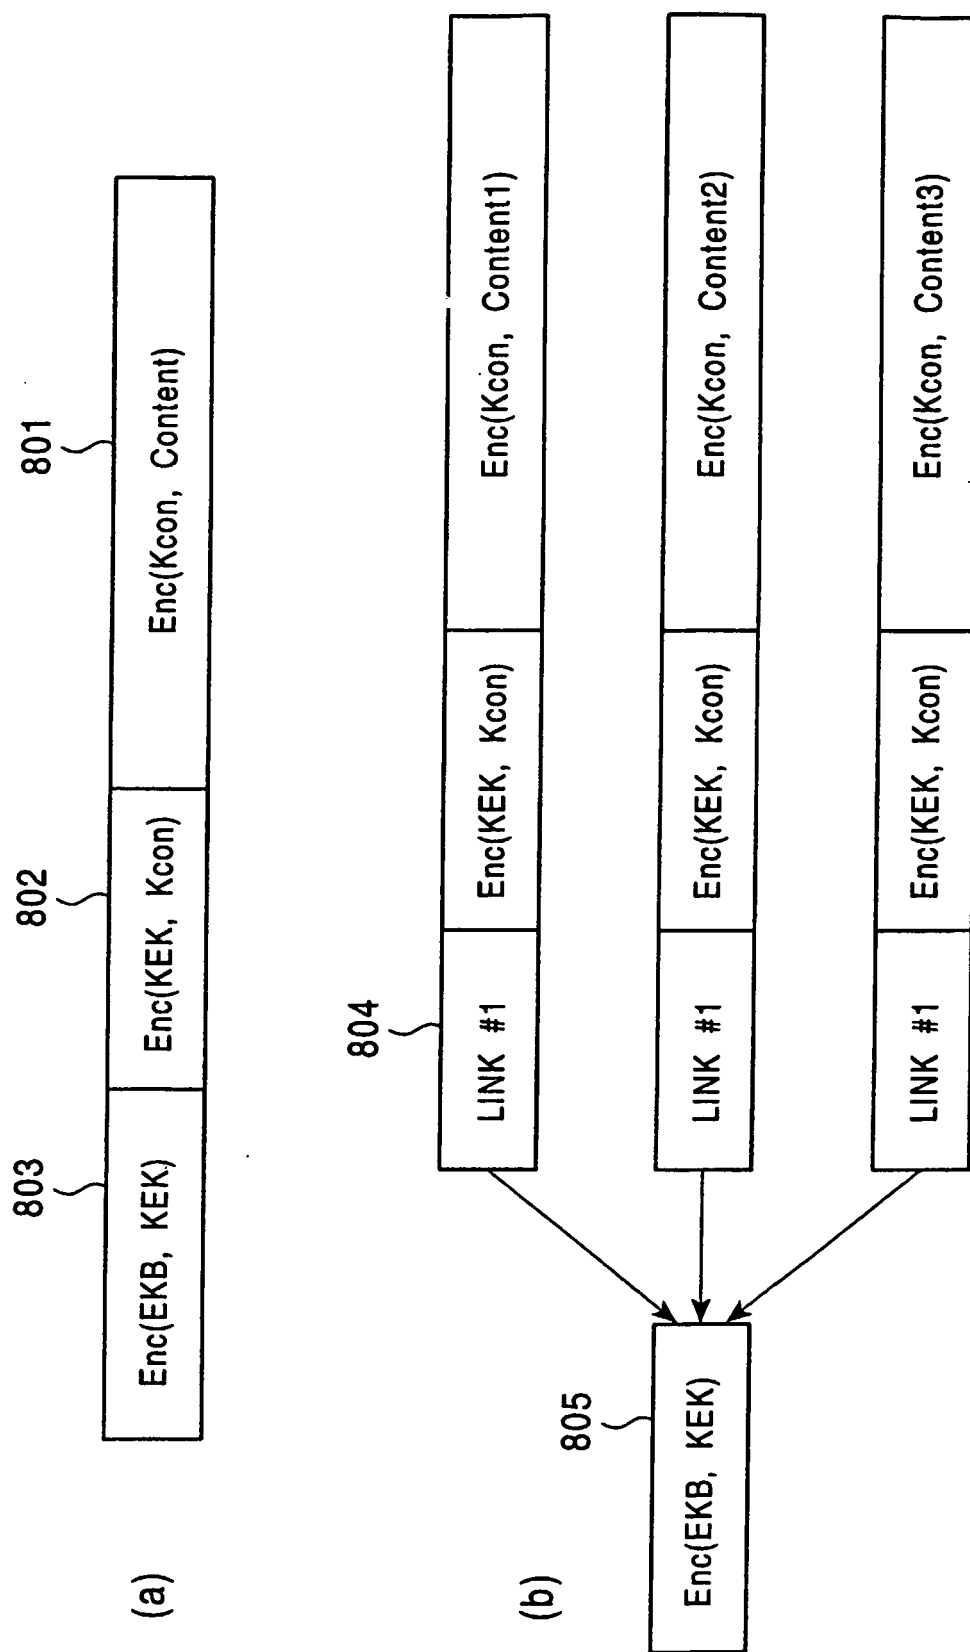 (a)
803
802
801
Enc(EKB, KEK)
Enc(KEK, Kcon)
Enc(Kcon, Content)
(b)
804
LINK #1
Enc(KEK, Kcon)
Enc(Kcon, Content1)
805
Enc(EKB, KEK)
LINK #1
Enc(KEK, Kcon)
Enc(Kcon, Content2)
LINK #1
Enc(KEK, Kcon)
Enc(Kcon, Content3)